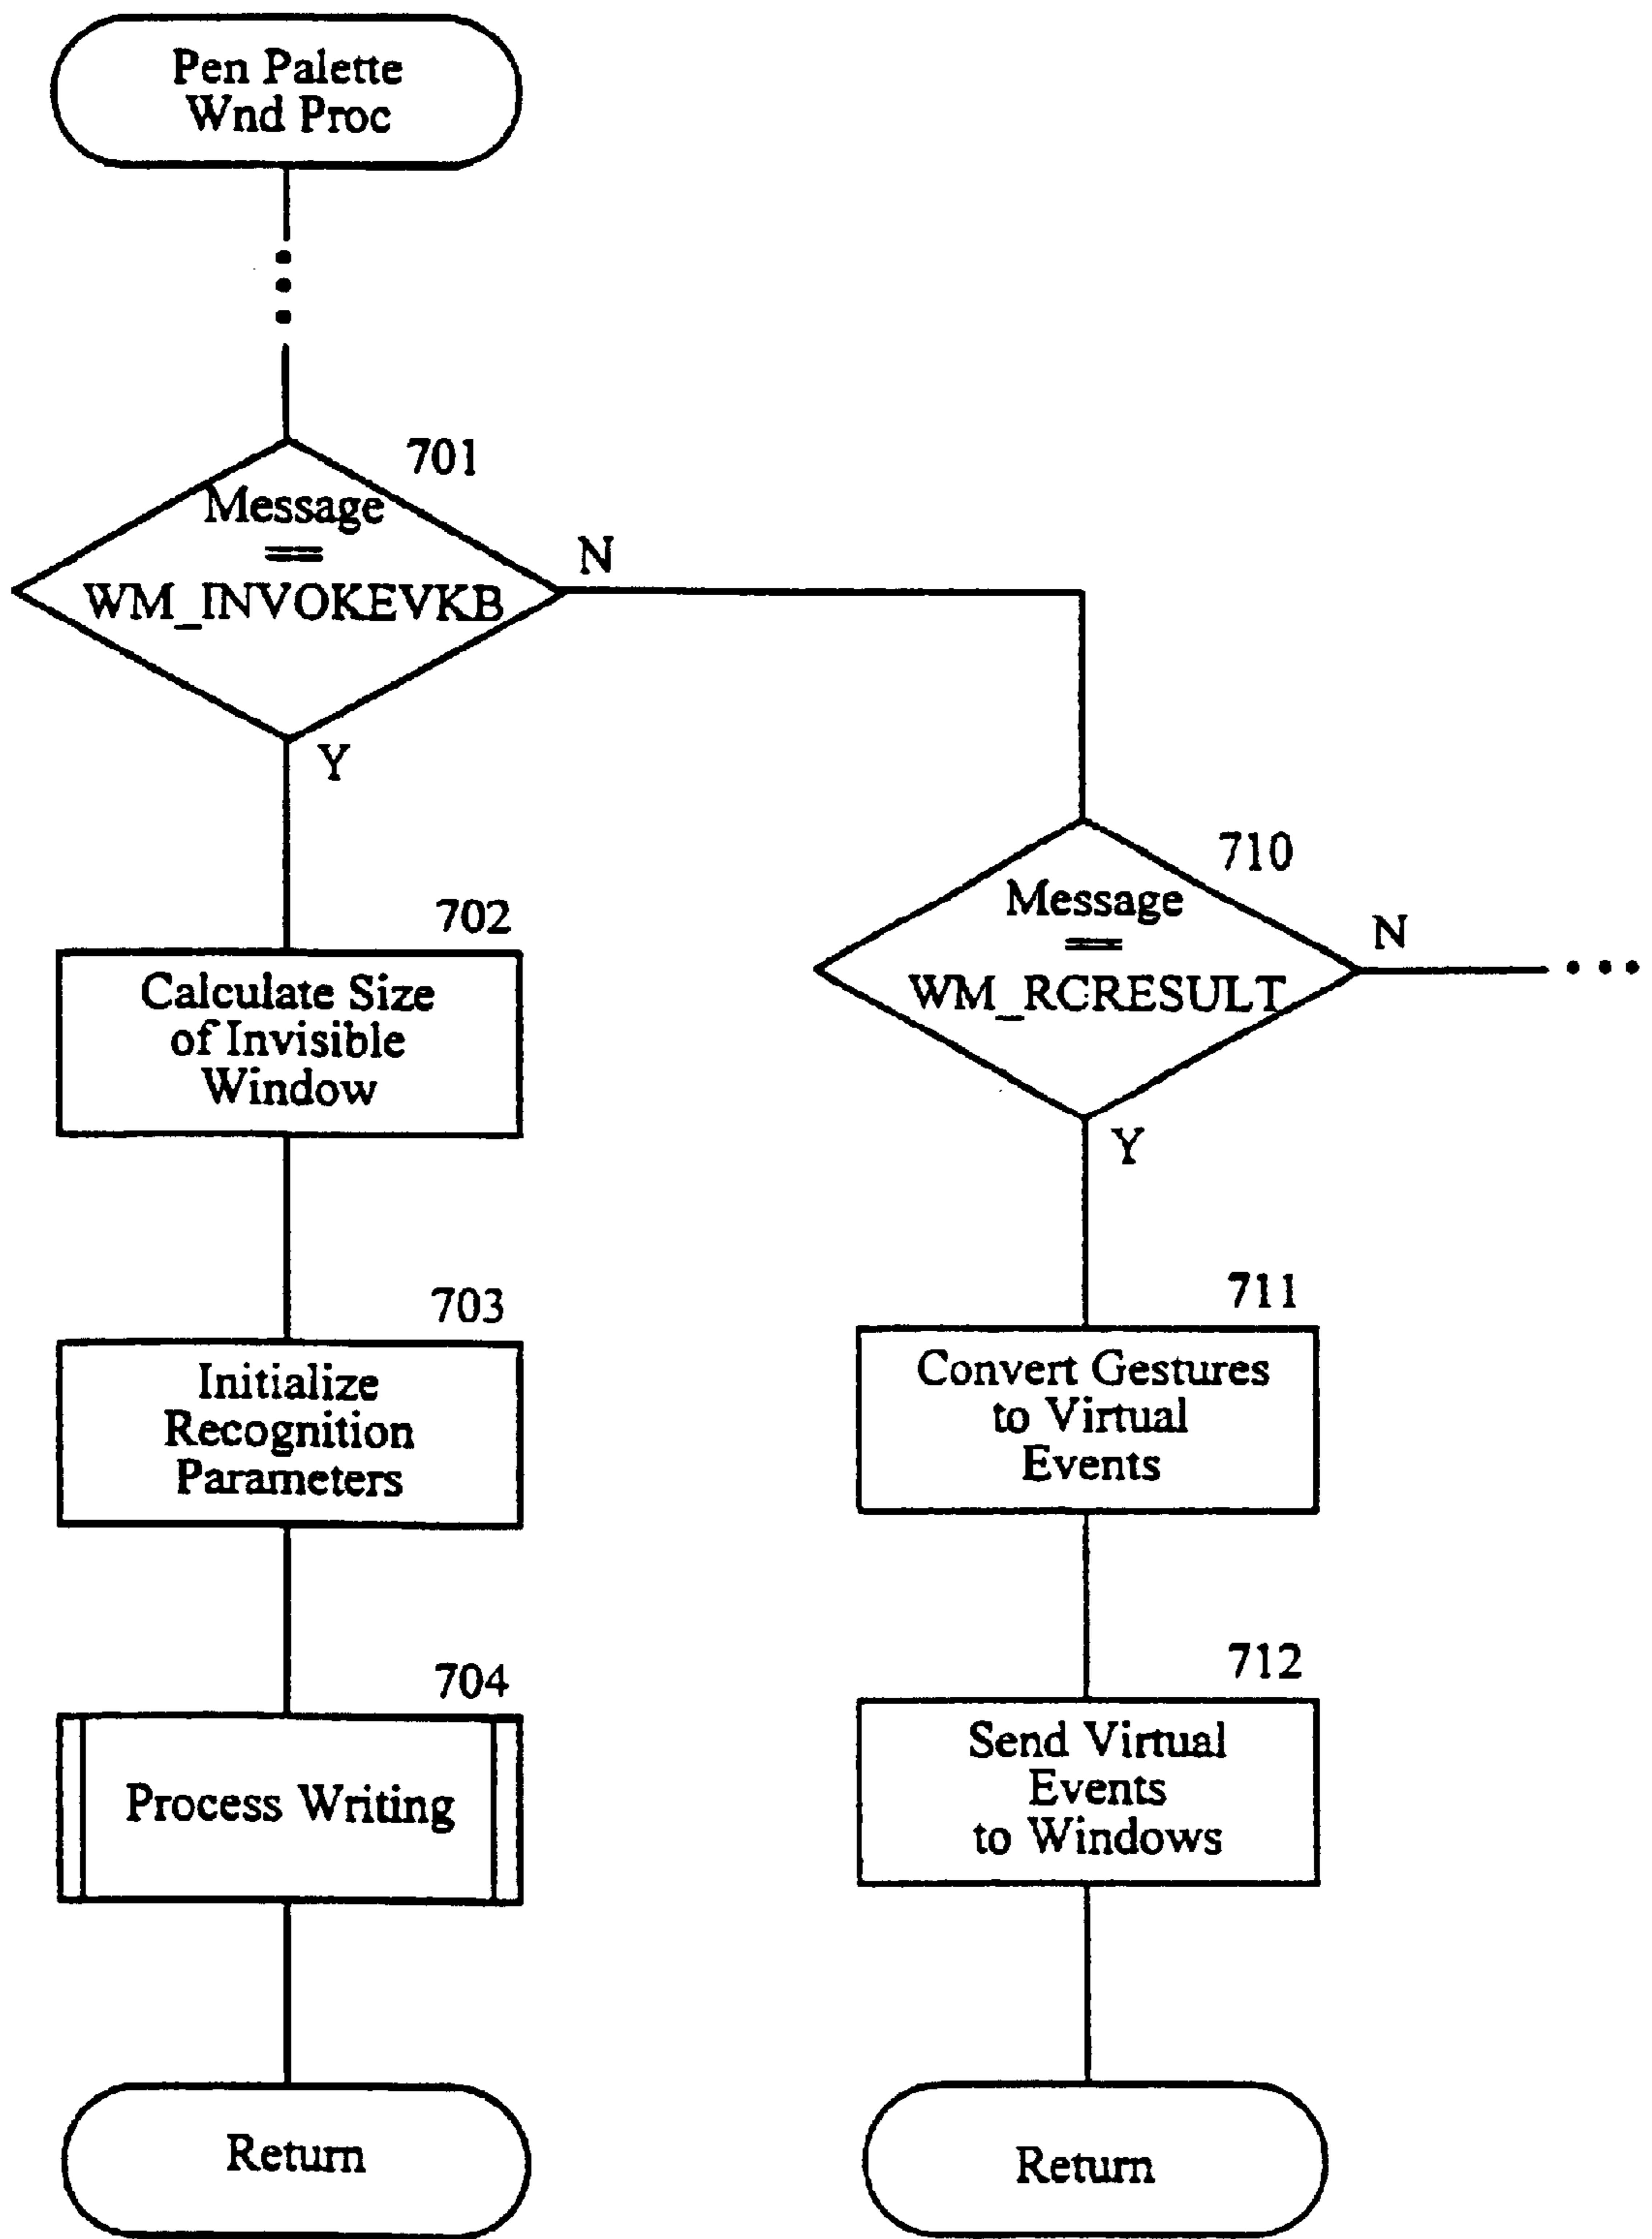 Pen Palette
Wnd Proc
701
Message
==
WM_INVOKEVKB
N
Y
702
Calculate Size
of Invisible
Window
703
Initialize
Recognition
Parameters
704
Process Writing
Return
710
Message
==
WM_RCRESULT
N
Y
711
Convert Gestures
to Virtual
Events
712
Send Virtual
Events
to Windows
Return